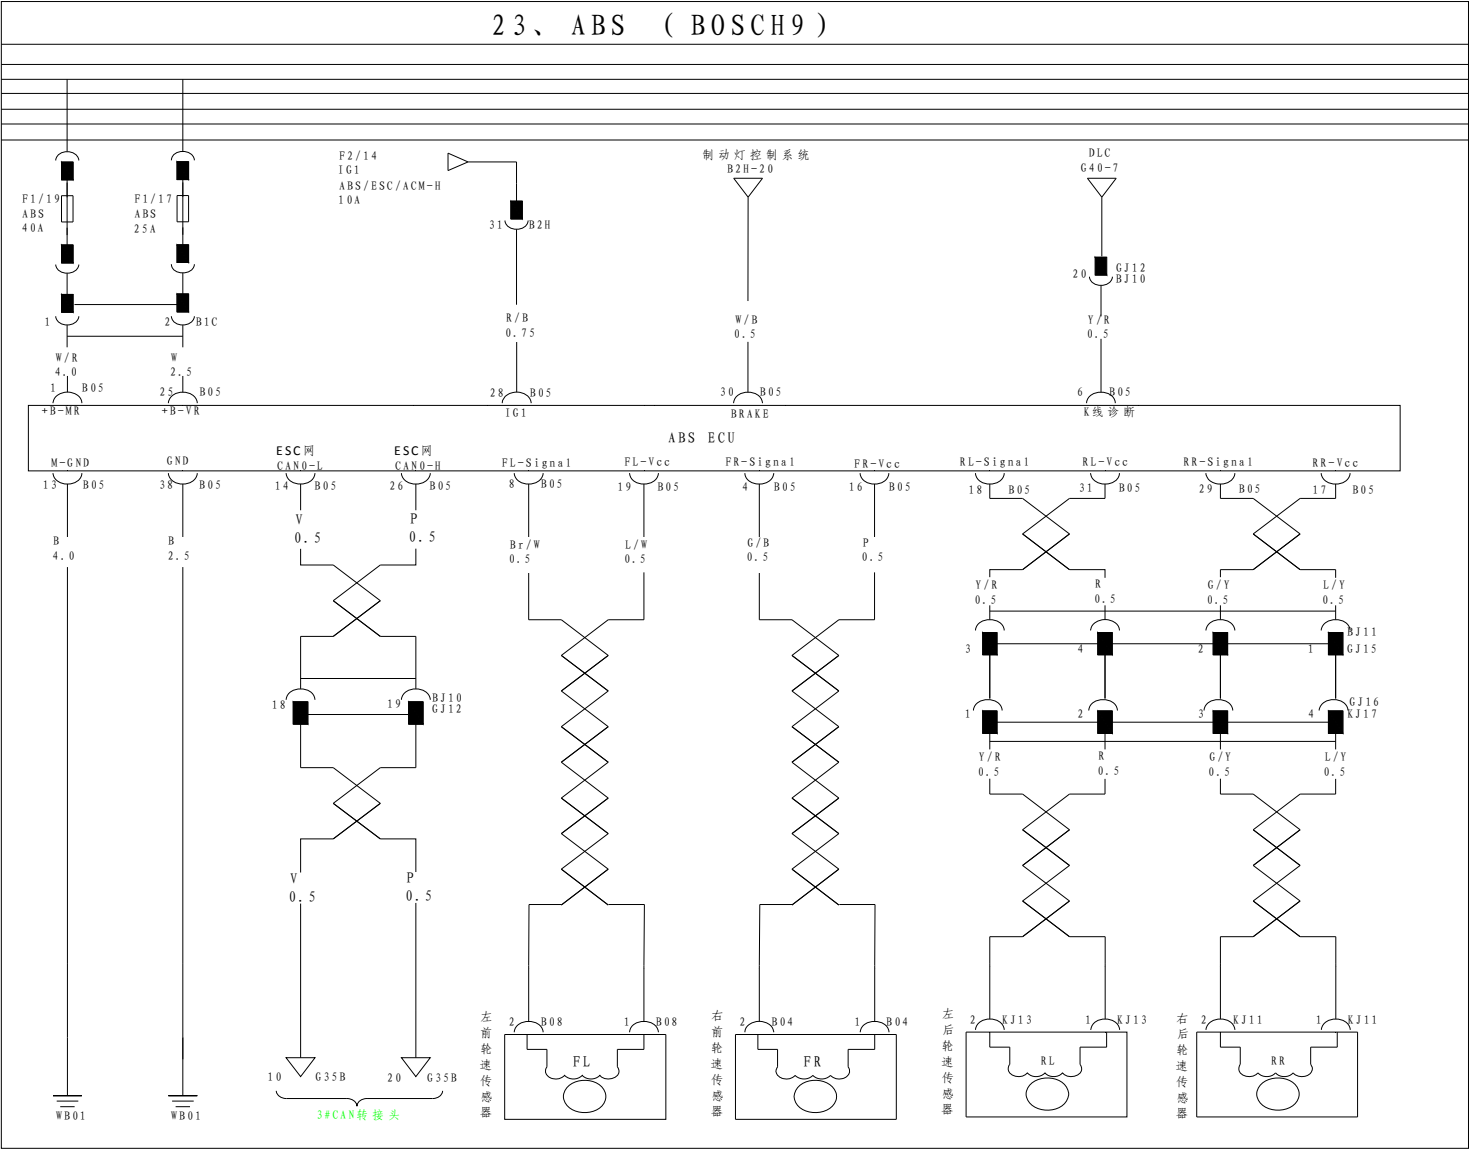 23、ABS （BOSCH9）
F2/14
IG1
ABS/ESC/ACM-H
10A
制动灯控制系统
B2H-20
DLC
G40-7
F1/19
ABS
40A
F1/17
ABS
25A
31 B2H
20 GJ12
BJ10
1 2 B1C
R/B
0.75
W/B
0.5
Y/R
0.5
W/R
4.0
W
2.5
1 B05
25 B05
28 B05
30 B05
6 B05
+B-MR
+B-VR
IG1
BRAKE
K线诊断
ABS ECU
M-GND
GND
ESC网
CAN0-L
ESC网
CAN0-H
FL-Signal
FL-Vcc
FR-Signal
FR-Vcc
RL-Signal
RL-Vcc
RR-Signal
RR-Vcc
13 B05
38 B05
14 B05
26 B05
8 B05
19 B05
4 B05
16 B05
18 B05
31 B05
29 B05
17 B05
B
4.0
B
2.5
V
0.5
P
0.5
Br/W
0.5
L/W
0.5
G/B
0.5
P
0.5
Y/R
0.5
R
0.5
G/Y
0.5
L/Y
0.5
3 4 2 1 BJ11
GJ15
18 19 BJ10
GJ12
1 2 3 4 GJ16
KJ17
Y/R
0.5
R
0.5
G/Y
0.5
L/Y
0.5
V
0.5
P
0.5
左前轮速传感器
2 B08
1 B08
FL
右前轮速传感器
2 B04
1 B04
FR
左后轮速传感器
2 KJ13
1 KJ13
RL
右后轮速传感器
2 KJ11
1 KJ11
RR
10 G35B
20 G35B
3#CAN转接头
WB01
WB01